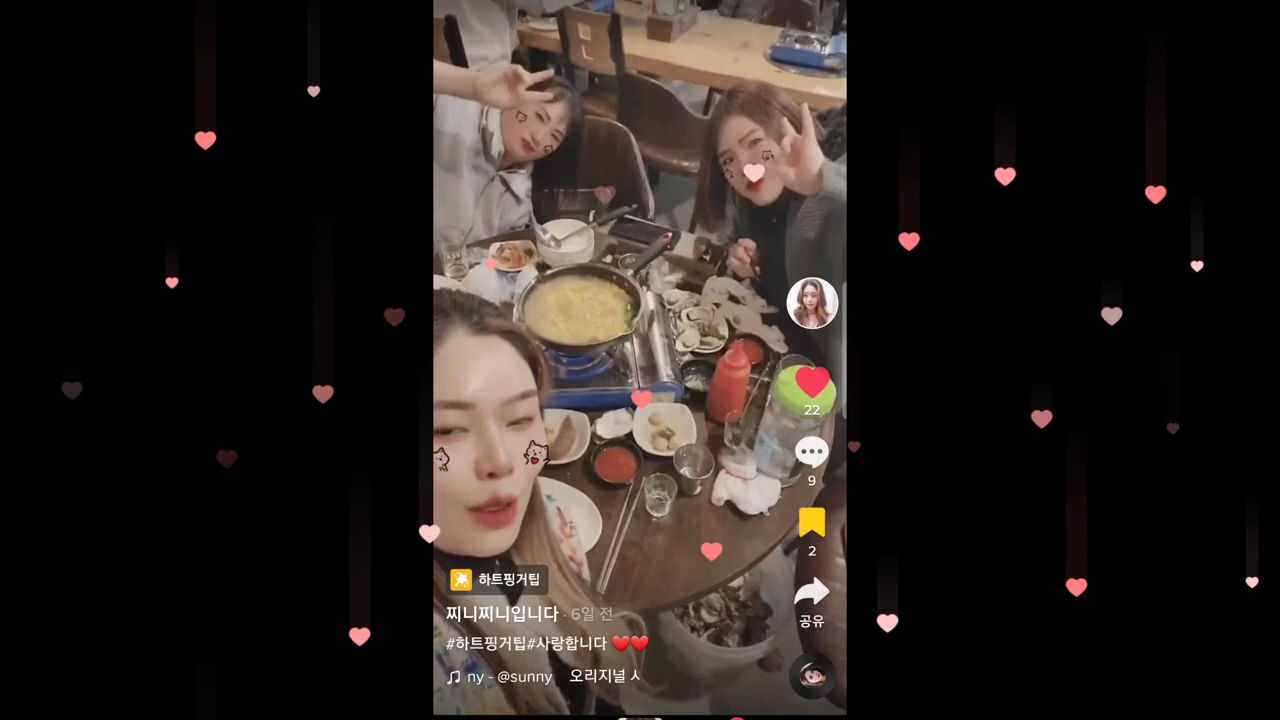 22
9
2
공유
하트핑거팁
찌니찌니입니다 · 6일 전
#하트핑거팁#사랑합니다 ❤️❤️
ny - @sunny 오리지널 ㅅ